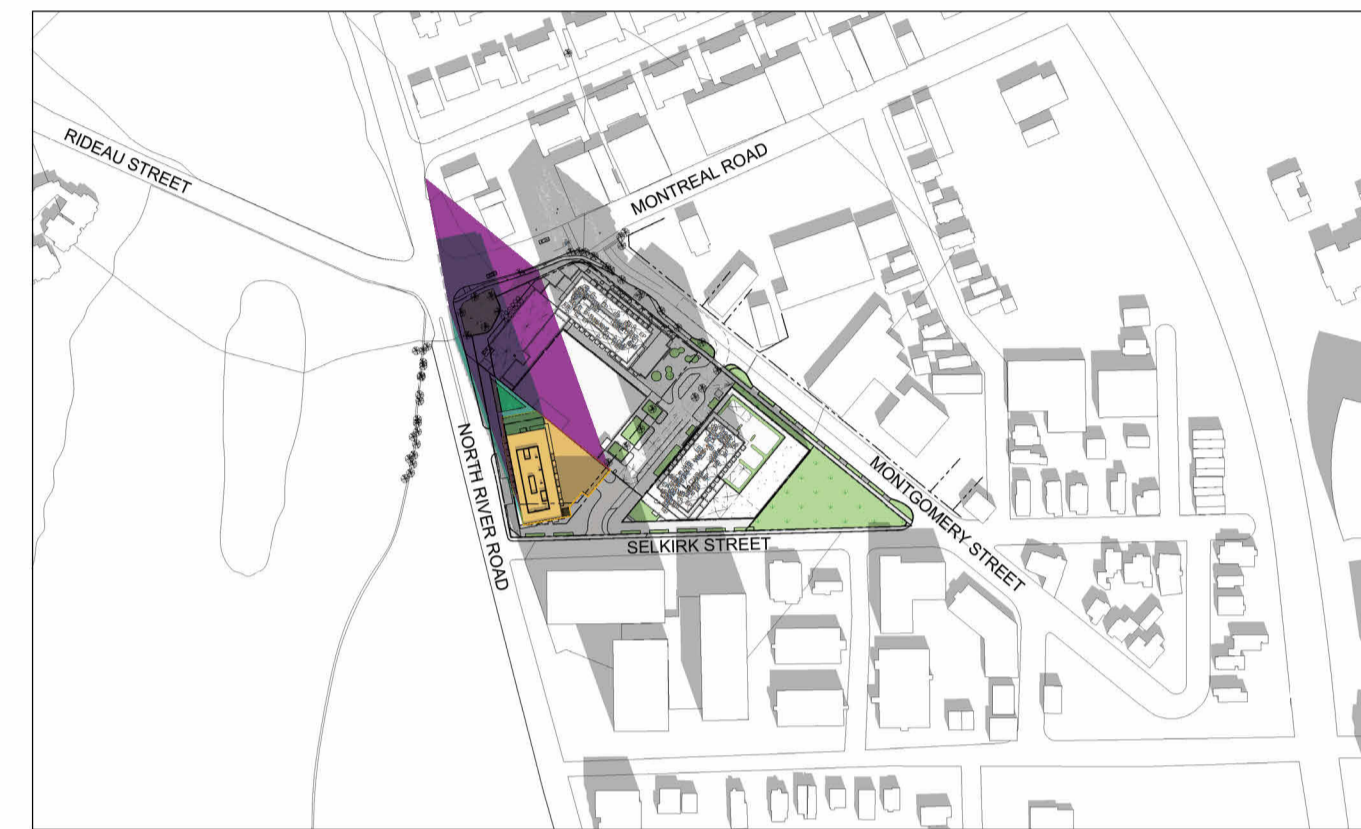 RIDEAU STREET
MONTREAL ROAD
NORTH RIVER ROAD
MONTGOMERY STREET
SELKIRK STREET